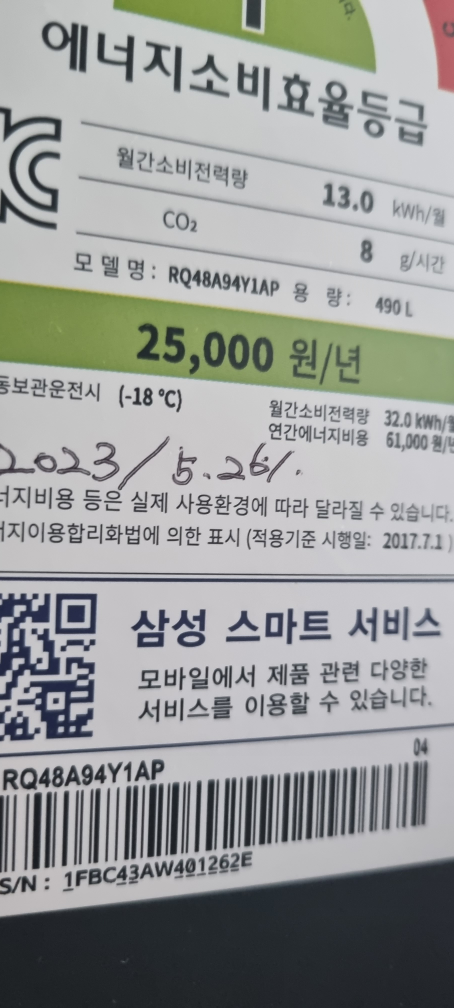 에너지소비효율등급
월간소비전력량 13.0 kWh/월
CO₂ 8 g/시간
모 델 명 : RQ48A94Y1AP 용 량 : 490 L
25,000 원/년
동보관운전시 (-18 ℃)
월간소비전력량 32.0 kWh/월
연간에너지비용 61,000 원/년
2023/5.26/.
너지비용 등은 실제 사용환경에 따라 달라질 수 있습니다.
너지이용합리화법에 의한 표시 (적용기준 시행일: 2017.7.1 )
삼성 스마트 서비스
모바일에서 제품 관련 다양한
서비스를 이용할 수 있습니다.
04
RQ48A94Y1AP
S/N : 1FBC43AW401262E